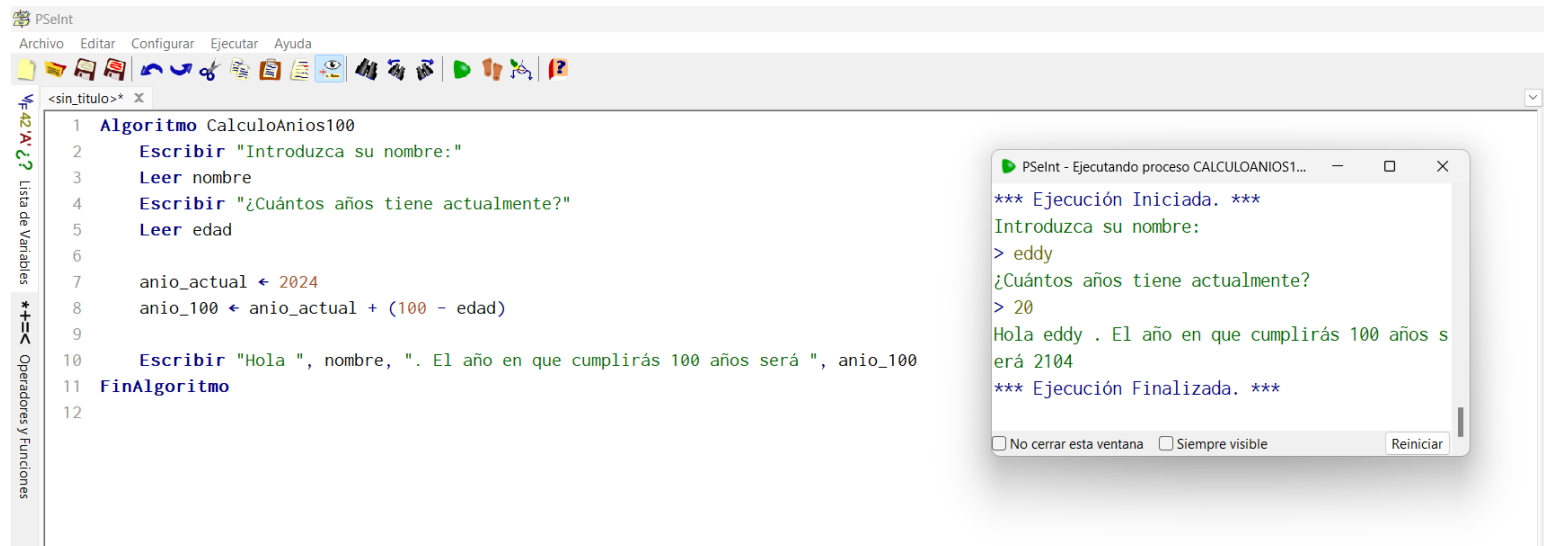 PSeInt
Archivo Editar Configurar Ejecutar Ayuda
<sin_titulo>* X
42 'A' ¿? Lista de Variables
*+=< Operadores y Funciones
1 Algoritmo CalculoAnios100
2 Escribir "Introduzca su nombre:"
3 Leer nombre
4 Escribir "¿Cuántos años tiene actualmente?"
5 Leer edad
6
7 anio_actual ← 2024
8 anio_100 ← anio_actual + (100 - edad)
9
10 Escribir "Hola ", nombre, ". El año en que cumplirás 100 años será ", anio_100
11 FinAlgoritmo
12
PSeInt - Ejecutando proceso CALCULOANIOS1...
*** Ejecución Iniciada. ***
Introduzca su nombre:
> eddy
¿Cuántos años tiene actualmente?
> 20
Hola eddy . El año en que cumplirás 100 años s
erá 2104
*** Ejecución Finalizada. ***
No cerrar esta ventana Siempre visible Reiniciar